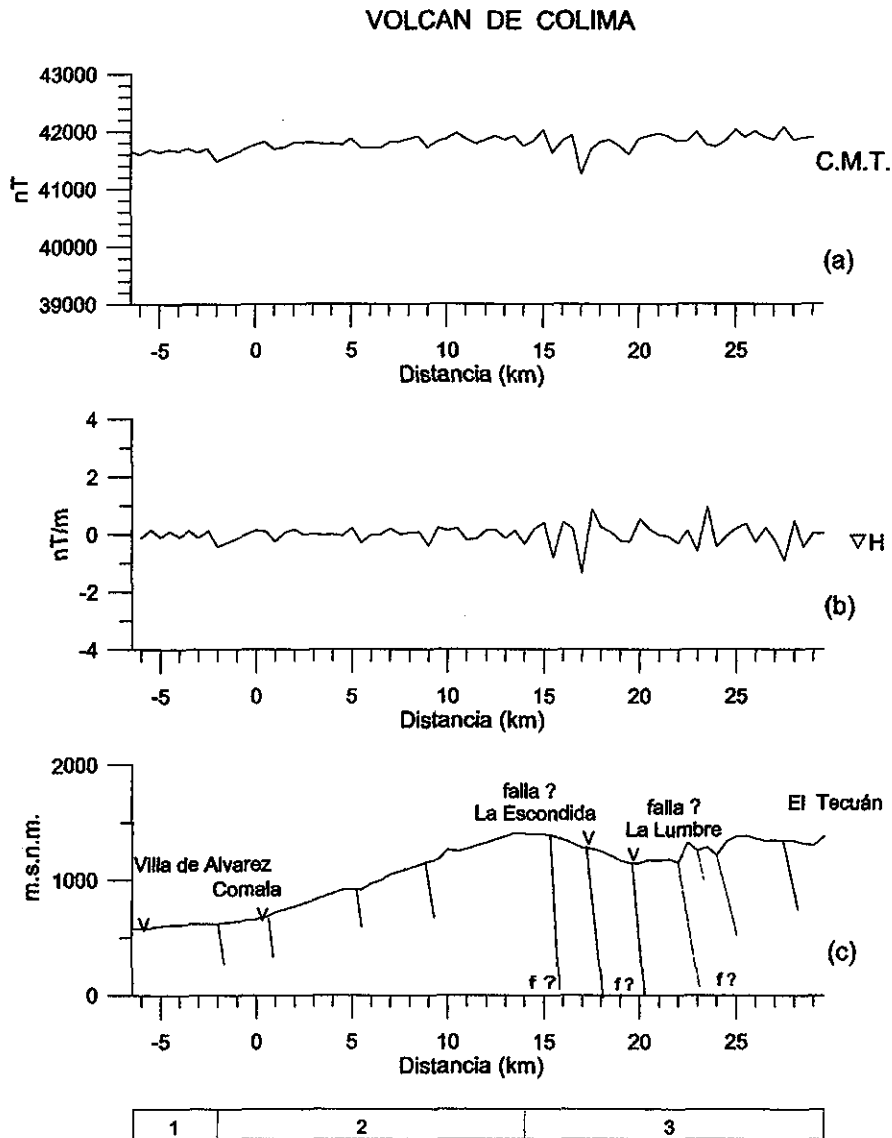 VOLCAN DE COLIMA
43000
42000
41000
40000
39000
nT
C.M.T.
(a)
-5 0 5 10 15 20 25
Distancia (km)
4
2
0
-2
-4
nT/m
▽H
(b)
-5 0 5 10 15 20 25
Distancia (km)
2000
1000
0
m.s.n.m.
falla ?
La Escondida
falla ?
La Lumbre
El Tecuán
Villa de Alvarez
Comala
V V V V
(c)
f ? f? f?
-5 0 5 10 15 20 25
Distancia (km)
1 2 3